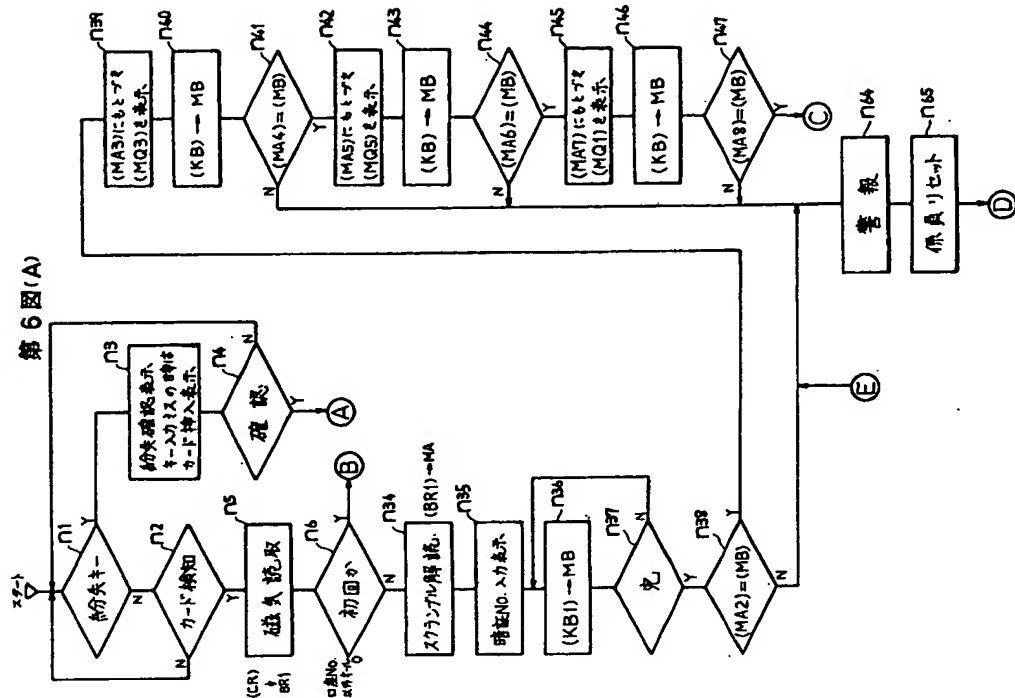 第6図(A)
スタート
紛失キー
n1
Y
N
カード検知
n2
N
Y
紛失確認表示
キー入力ミスの時は
カード挿入表示
n3
確認
n4
N
Y
A
(CR)
↓
BR1
磁気読取
n5
口座No.
0
初回か
n6
Y
B
N
スクランブル解読
n34
(BR1)→MA
暗証NO.入力表示
n35
(KB1)→MB
n36
n37
N
Y
(MA2)=(MB)
n38
Y
N
E
(MA3)にもとづき
(MQ3)を表示
n39
(KB)→MB
n40
(MA4)=(MB)
n41
N
Y
(MA5)にもとづき
(MQ5)を表示
n42
(KB)→MB
n43
(MA6)=(MB)
n44
N
Y
(MA7)にもとづき
(MQ1)を表示
n45
(KB)→MB
n46
(MA8)=(MB)
n47
N
Y
C
警報
n64
係員リセット
n65
D